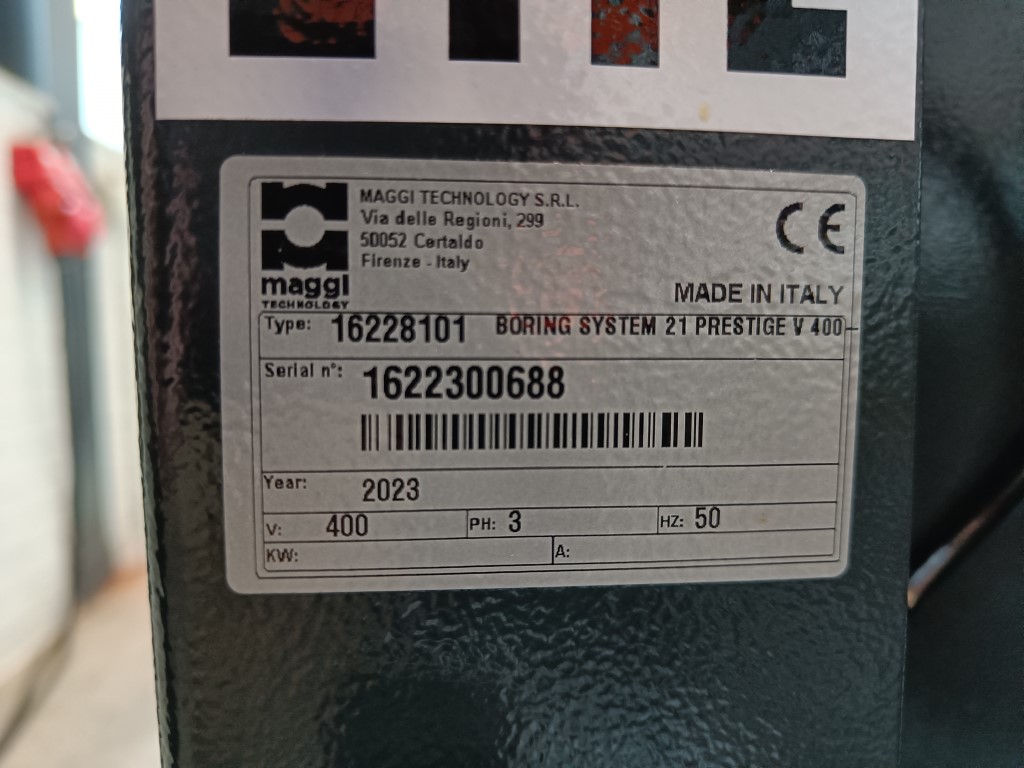 MAGGI TECHNOLOGY S.R.L.
Via delle Regioni, 299
50052 Certaldo
Firenze - Italy
CE
maggi
TECHNOLOGY
MADE IN ITALY
Type: 16228101 BORING SYSTEM 21 PRESTIGE V 400-
Serial n°: 1622300688
Year: 2023
V: 400 PH: 3 HZ: 50
KW: A: